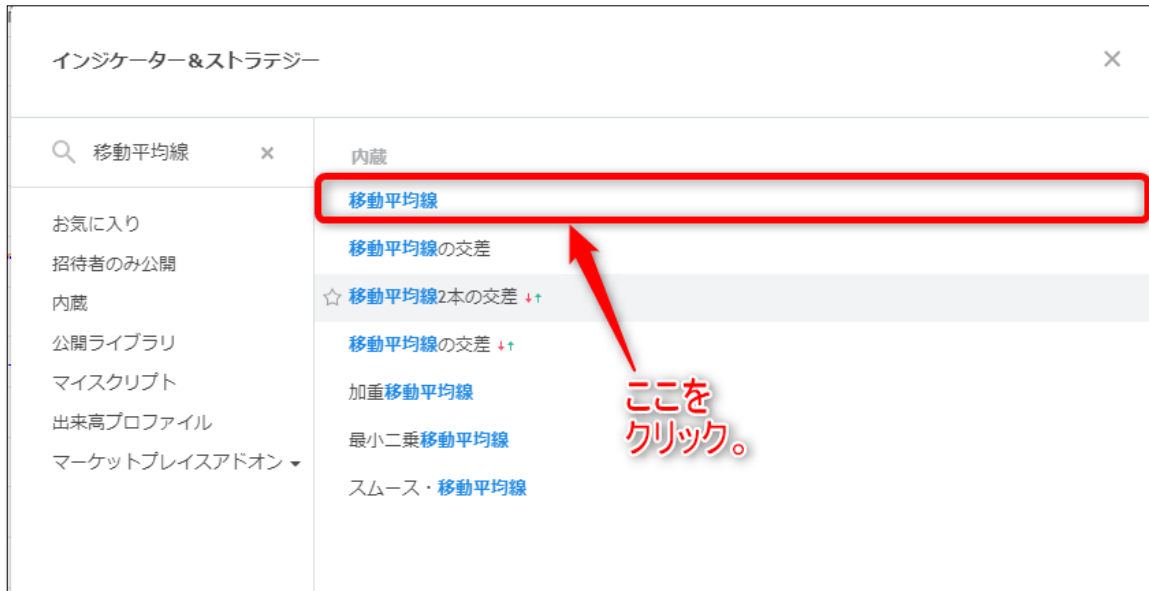 インジケーター&ストラテジー
移動平均線
お気に入り
招待者のみ公開
内蔵
公開ライブラリ
マイスクリプト
出来高プロファイル
マーケットプレイスアドオン
内蔵
移動平均線
移動平均線の交差
移動平均線2本の交差
移動平均線の交差
加重移動平均線
最小二乗移動平均線
スムース・移動平均線
ここを
クリック。